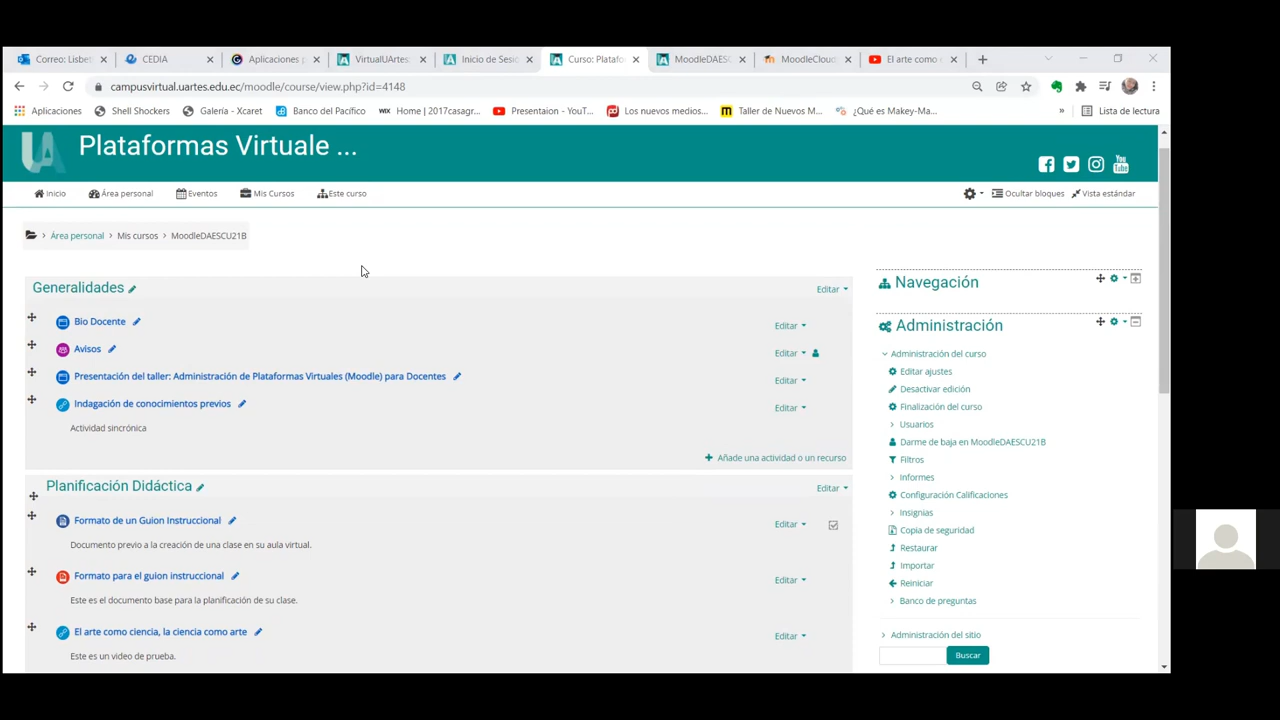 Correo: Lisbet
CEDIA
Aplicaciones p
VirtualUArtes:
Inicio de Sesió
Curso: Platafo
MoodleDAESC
MoodleCloud
El arte como
campusvirtual.uartes.edu.ec/moodle/course/view.php?id=4148
Aplicaciones
Shell Shockers
Galería - Xcaret
Banco del Pacífico
WIX Home | 2017casagr...
Presentaion - YouT...
Los nuevos medios...
Taller de Nuevos M...
¿Qué es Makey-Ma...
»
Lista de lectura
UA Plataformas Virtuale ...
You Tube
Inicio
Área personal
Eventos
Mis Cursos
Este curso
Ocultar bloques
Vista estándar
Área personal > Mis cursos > MoodleDAESCU21B
Generalidades
Editar
Bio Docente
Editar
Avisos
Editar
Presentación del taller: Administración de Plataformas Virtuales (Moodle) para Docentes
Editar
Indagación de conocimientos previos
Editar
Actividad sincrónica
+ Añade una actividad o un recurso
Planificación Didáctica
Editar
Formato de un Guion Instruccional
Editar
Documento previo a la creación de una clase en su aula virtual.
Formato para el guion instruccional
Editar
Este es el documento base para la planificación de su clase.
El arte como ciencia, la ciencia como arte
Editar
Este es un video de prueba.
Navegación
Administración
Administración del curso
Editar ajustes
Desactivar edición
Finalización del curso
Usuarios
Darme de baja en MoodleDAESCU21B
Filtros
Informes
Configuración Calificaciones
Insignias
Copia de seguridad
Restaurar
Importar
Reiniciar
Banco de preguntas
Administración del sitio
Buscar